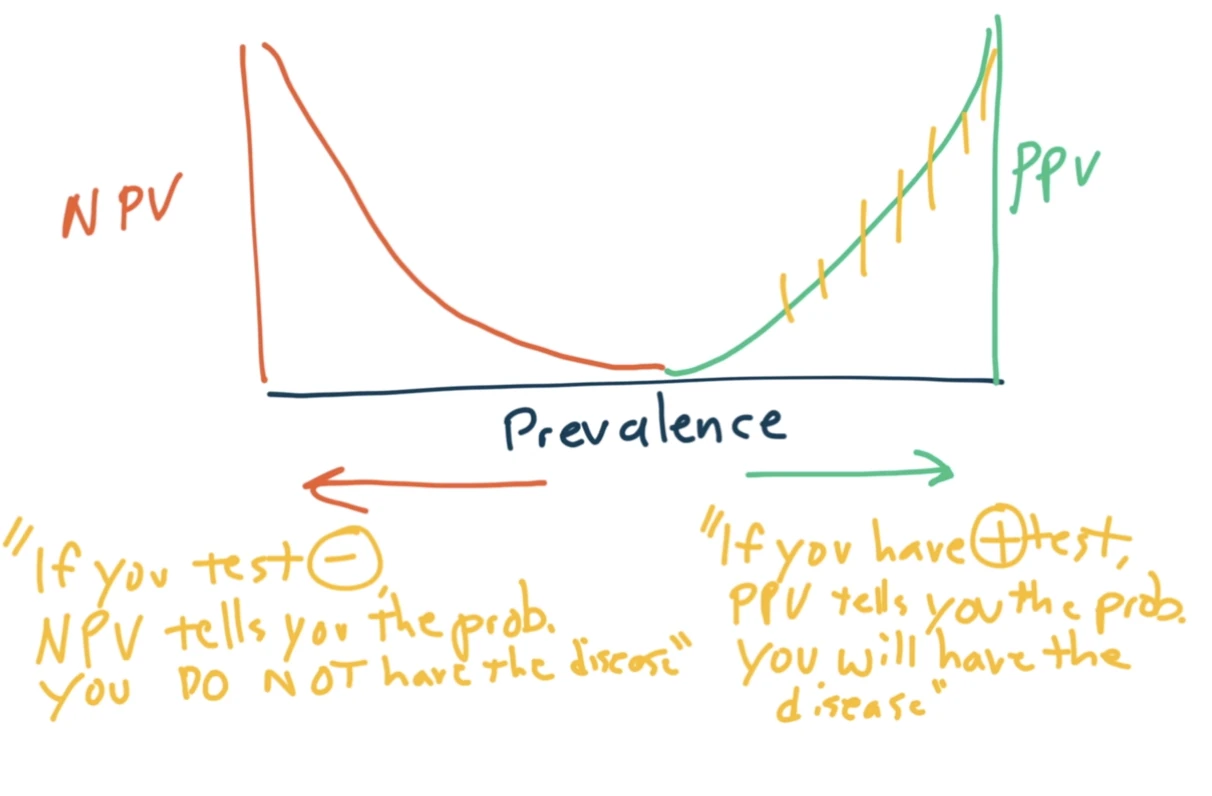 NPV
PPV
Prevalence
"If you test ⊖,
NPV tells you the prob.
you DO NOT have the disease"
"If you have ⊕ test,
PPV tells you the prob.
you will have the
disease"